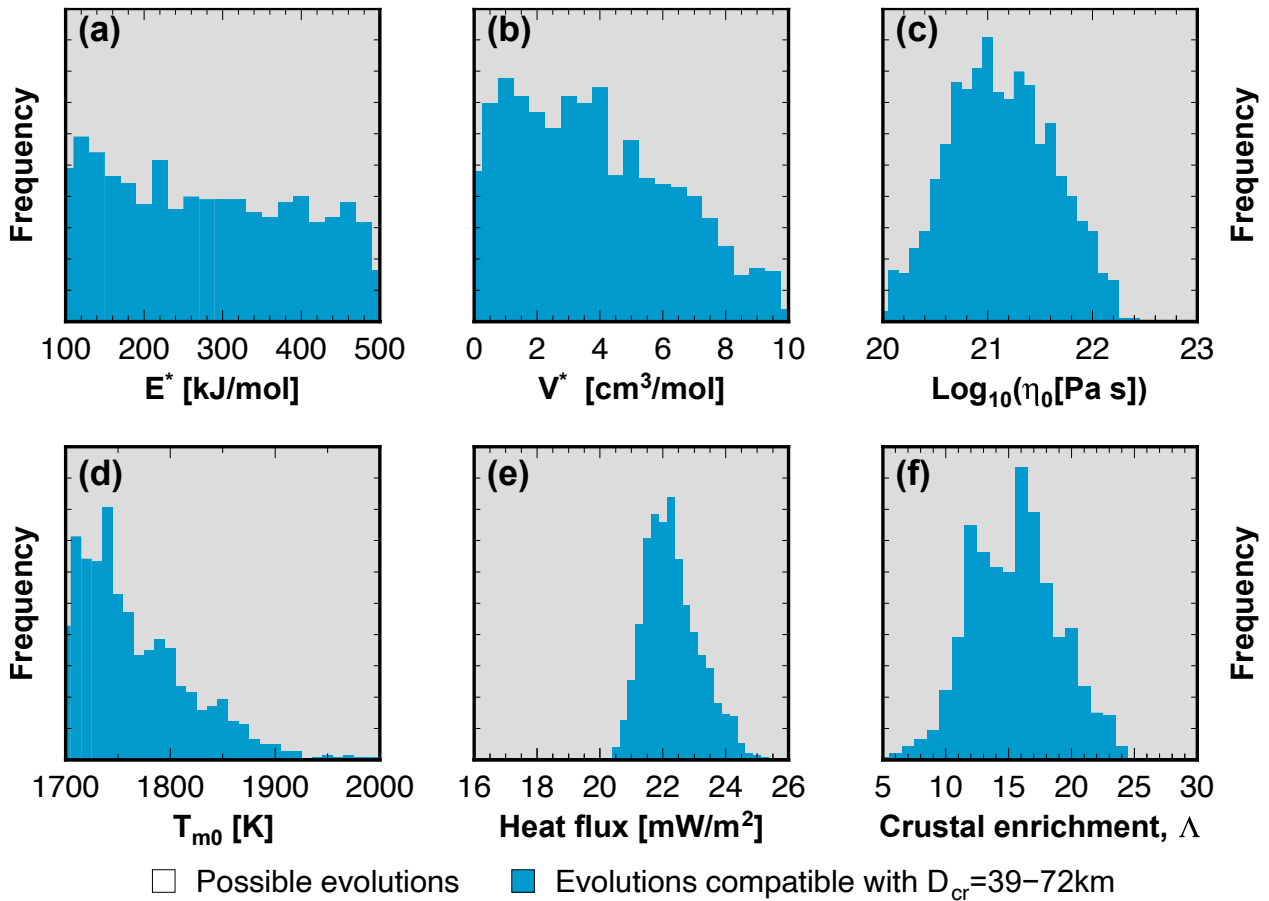 (a) (b) (c)
Frequency Frequency
100 200 300 400 500 0 2 4 6 8 10 20 21 22 23
E* [kJ/mol] V* [cm³/mol] Log₁₀(η₀[Pa s])
(d) (e) (f)
Frequency Frequency
1700 1800 1900 2000 16 18 20 22 24 26 5 10 15 20 25 30
Tₘ₀ [K] Heat flux [mW/m²] Crustal enrichment, Λ
Possible evolutions Evolutions compatible with D_cr=39−72km